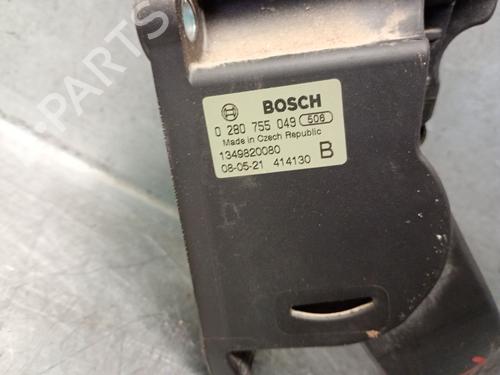 BOSCH
0 280 755 049 506
Made in Czech Republic
1349820080
08-05-21 414130 B
B-PARTS